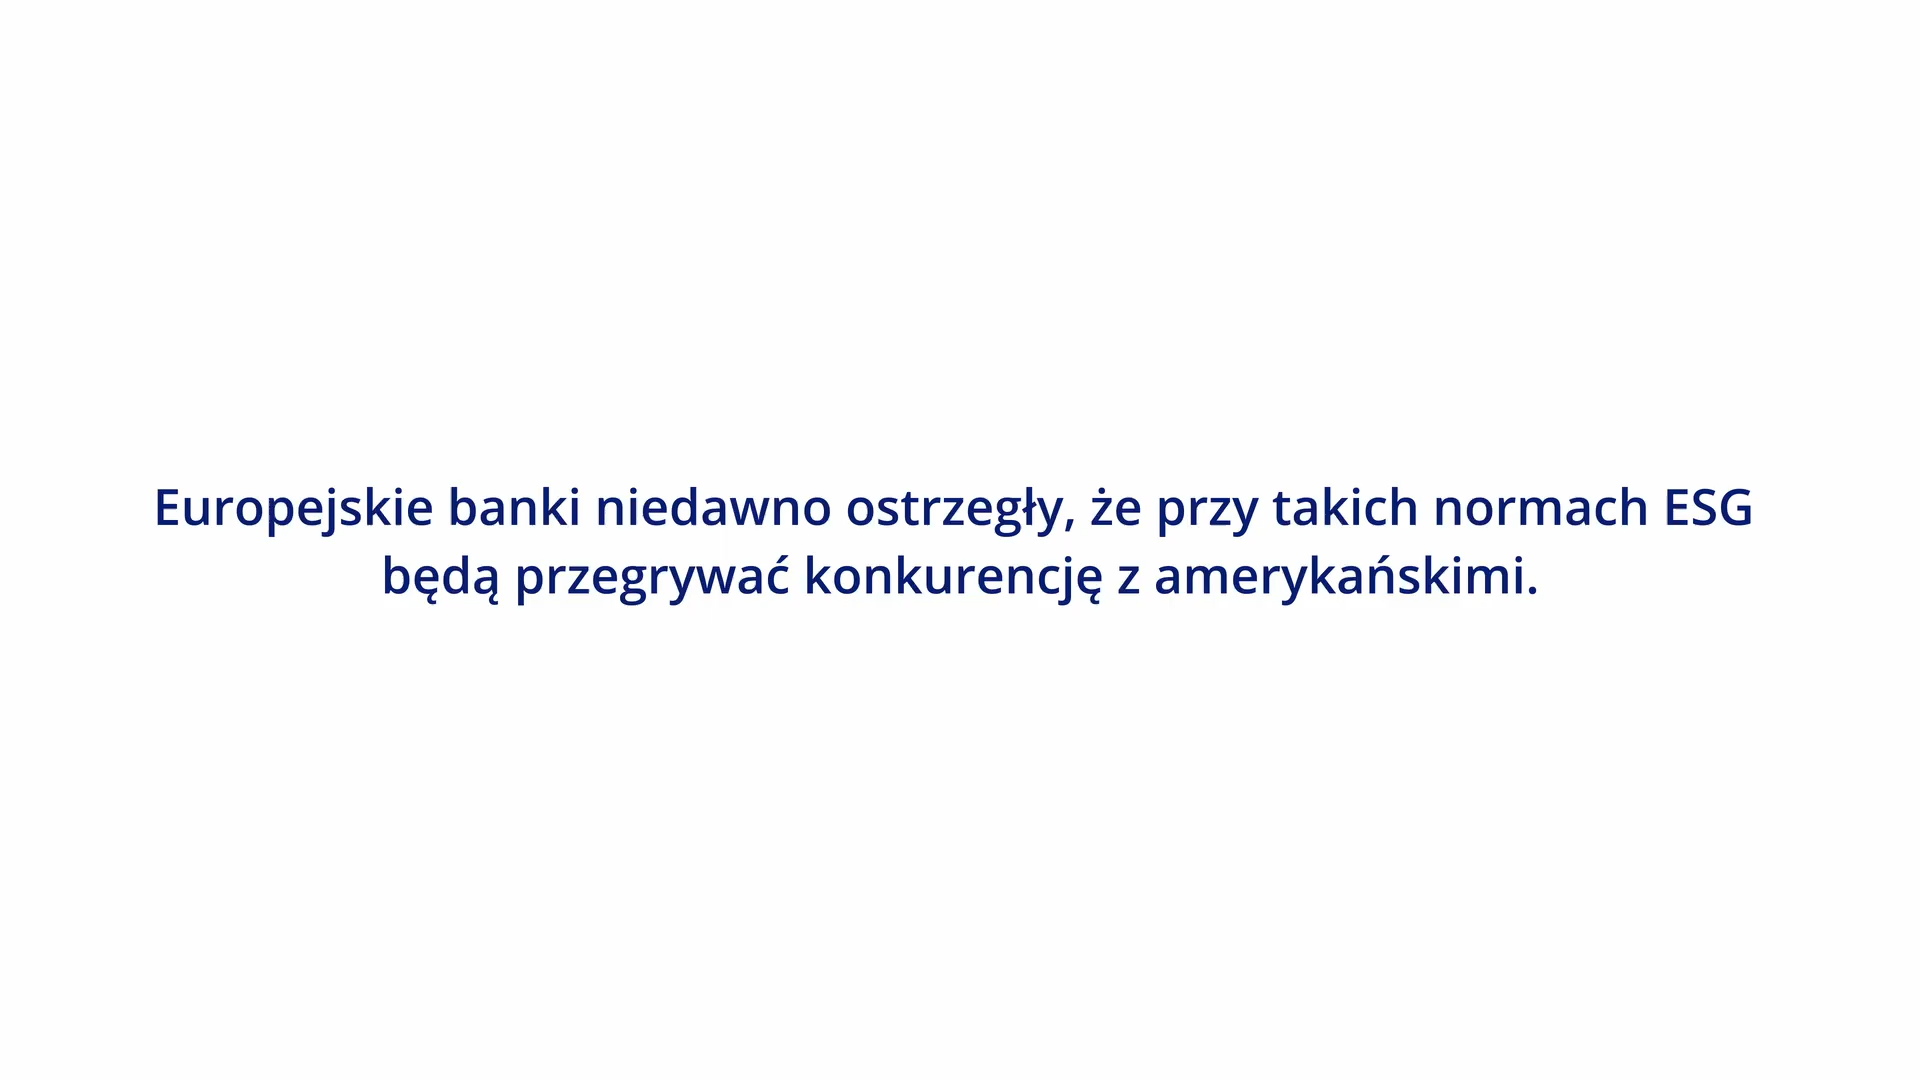 Europejskie banki niedawno ostrzegły, że przy takich normach ESG
będą przegrywać konkurencję z amerykańskimi.